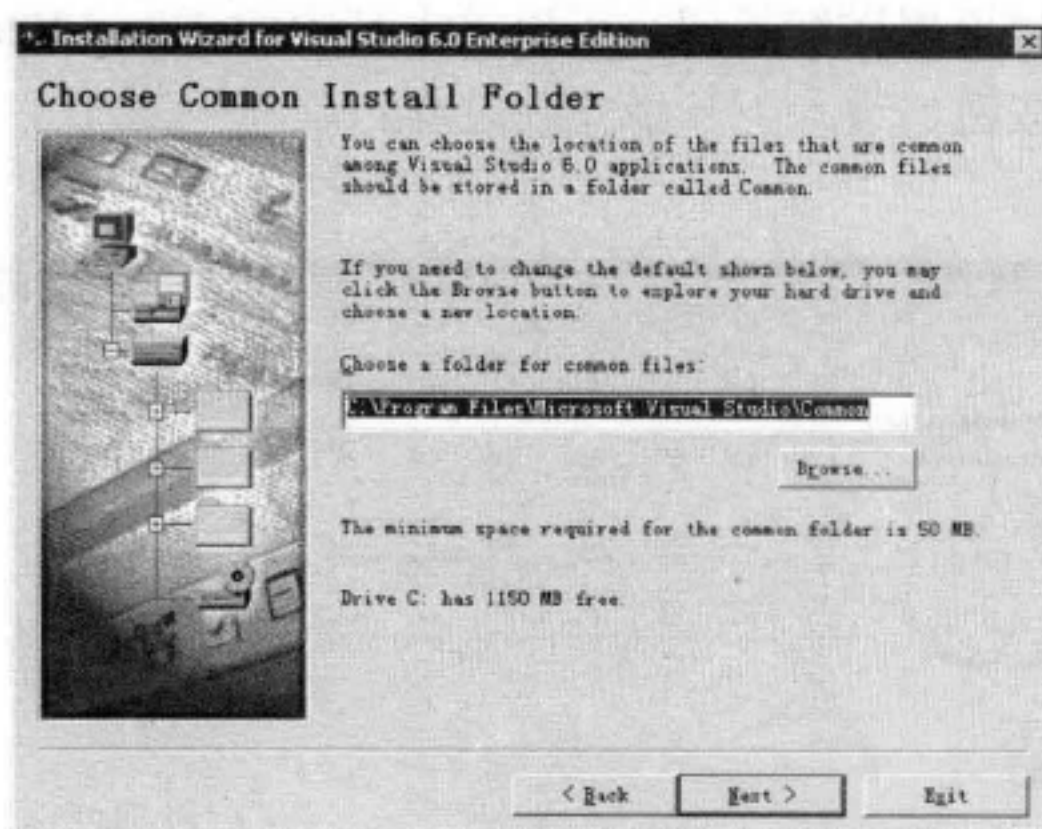 Installation Wizard for Visual Studio 6.0 Enterprise Edition
Choose Common Install Folder
You can choose the location of the files that are common
among Visual Studio 6.0 applications. The common files
should be stored in a folder called Common.
If you need to change the default shown below, you may
click the Browse button to explore your hard drive and
choose a new location.
Choose a folder for common files:
C:\Program Files\Microsoft Visual Studio\Common
Browse...
The minimum space required for the common folder is 50 MB.
Drive C: has 1150 MB free.
< Back
Next >
Exit